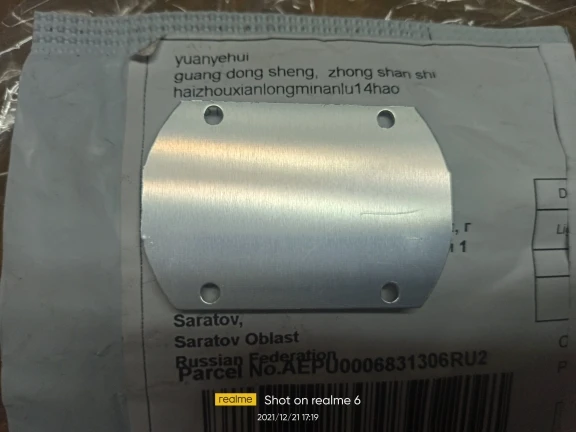 yuanyehui
guang dong sheng, zhong shan shi
haizhouxianlongminanlu14hao
, г
1
D
Saratov,
Saratov Oblast
Russian Federation
Parcel No.AEPU0006831306RU2
realme Shot on realme 6
2021/12/21 17:19